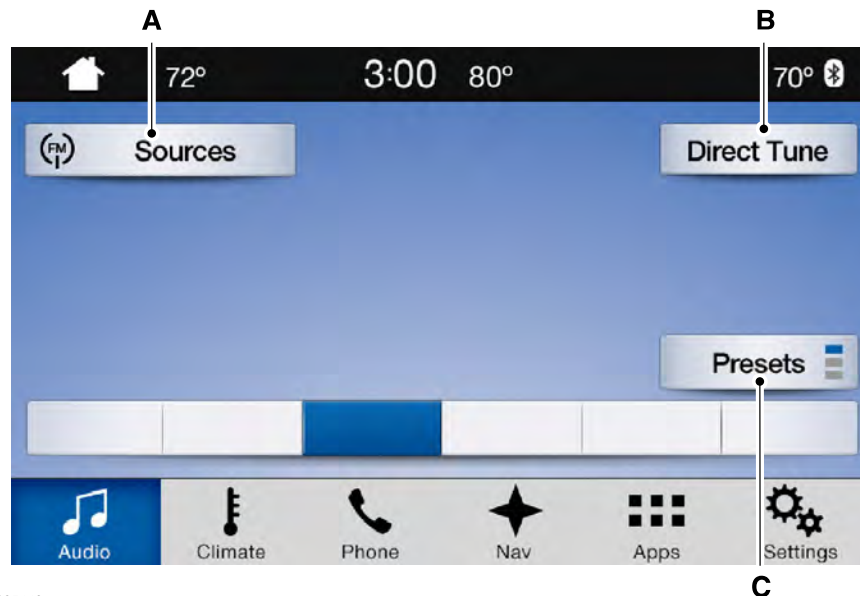 A
B
72° 3:00 80° 70°
FM Sources
Direct Tune
Presets
Audio Climate Phone Nav Apps Settings
C